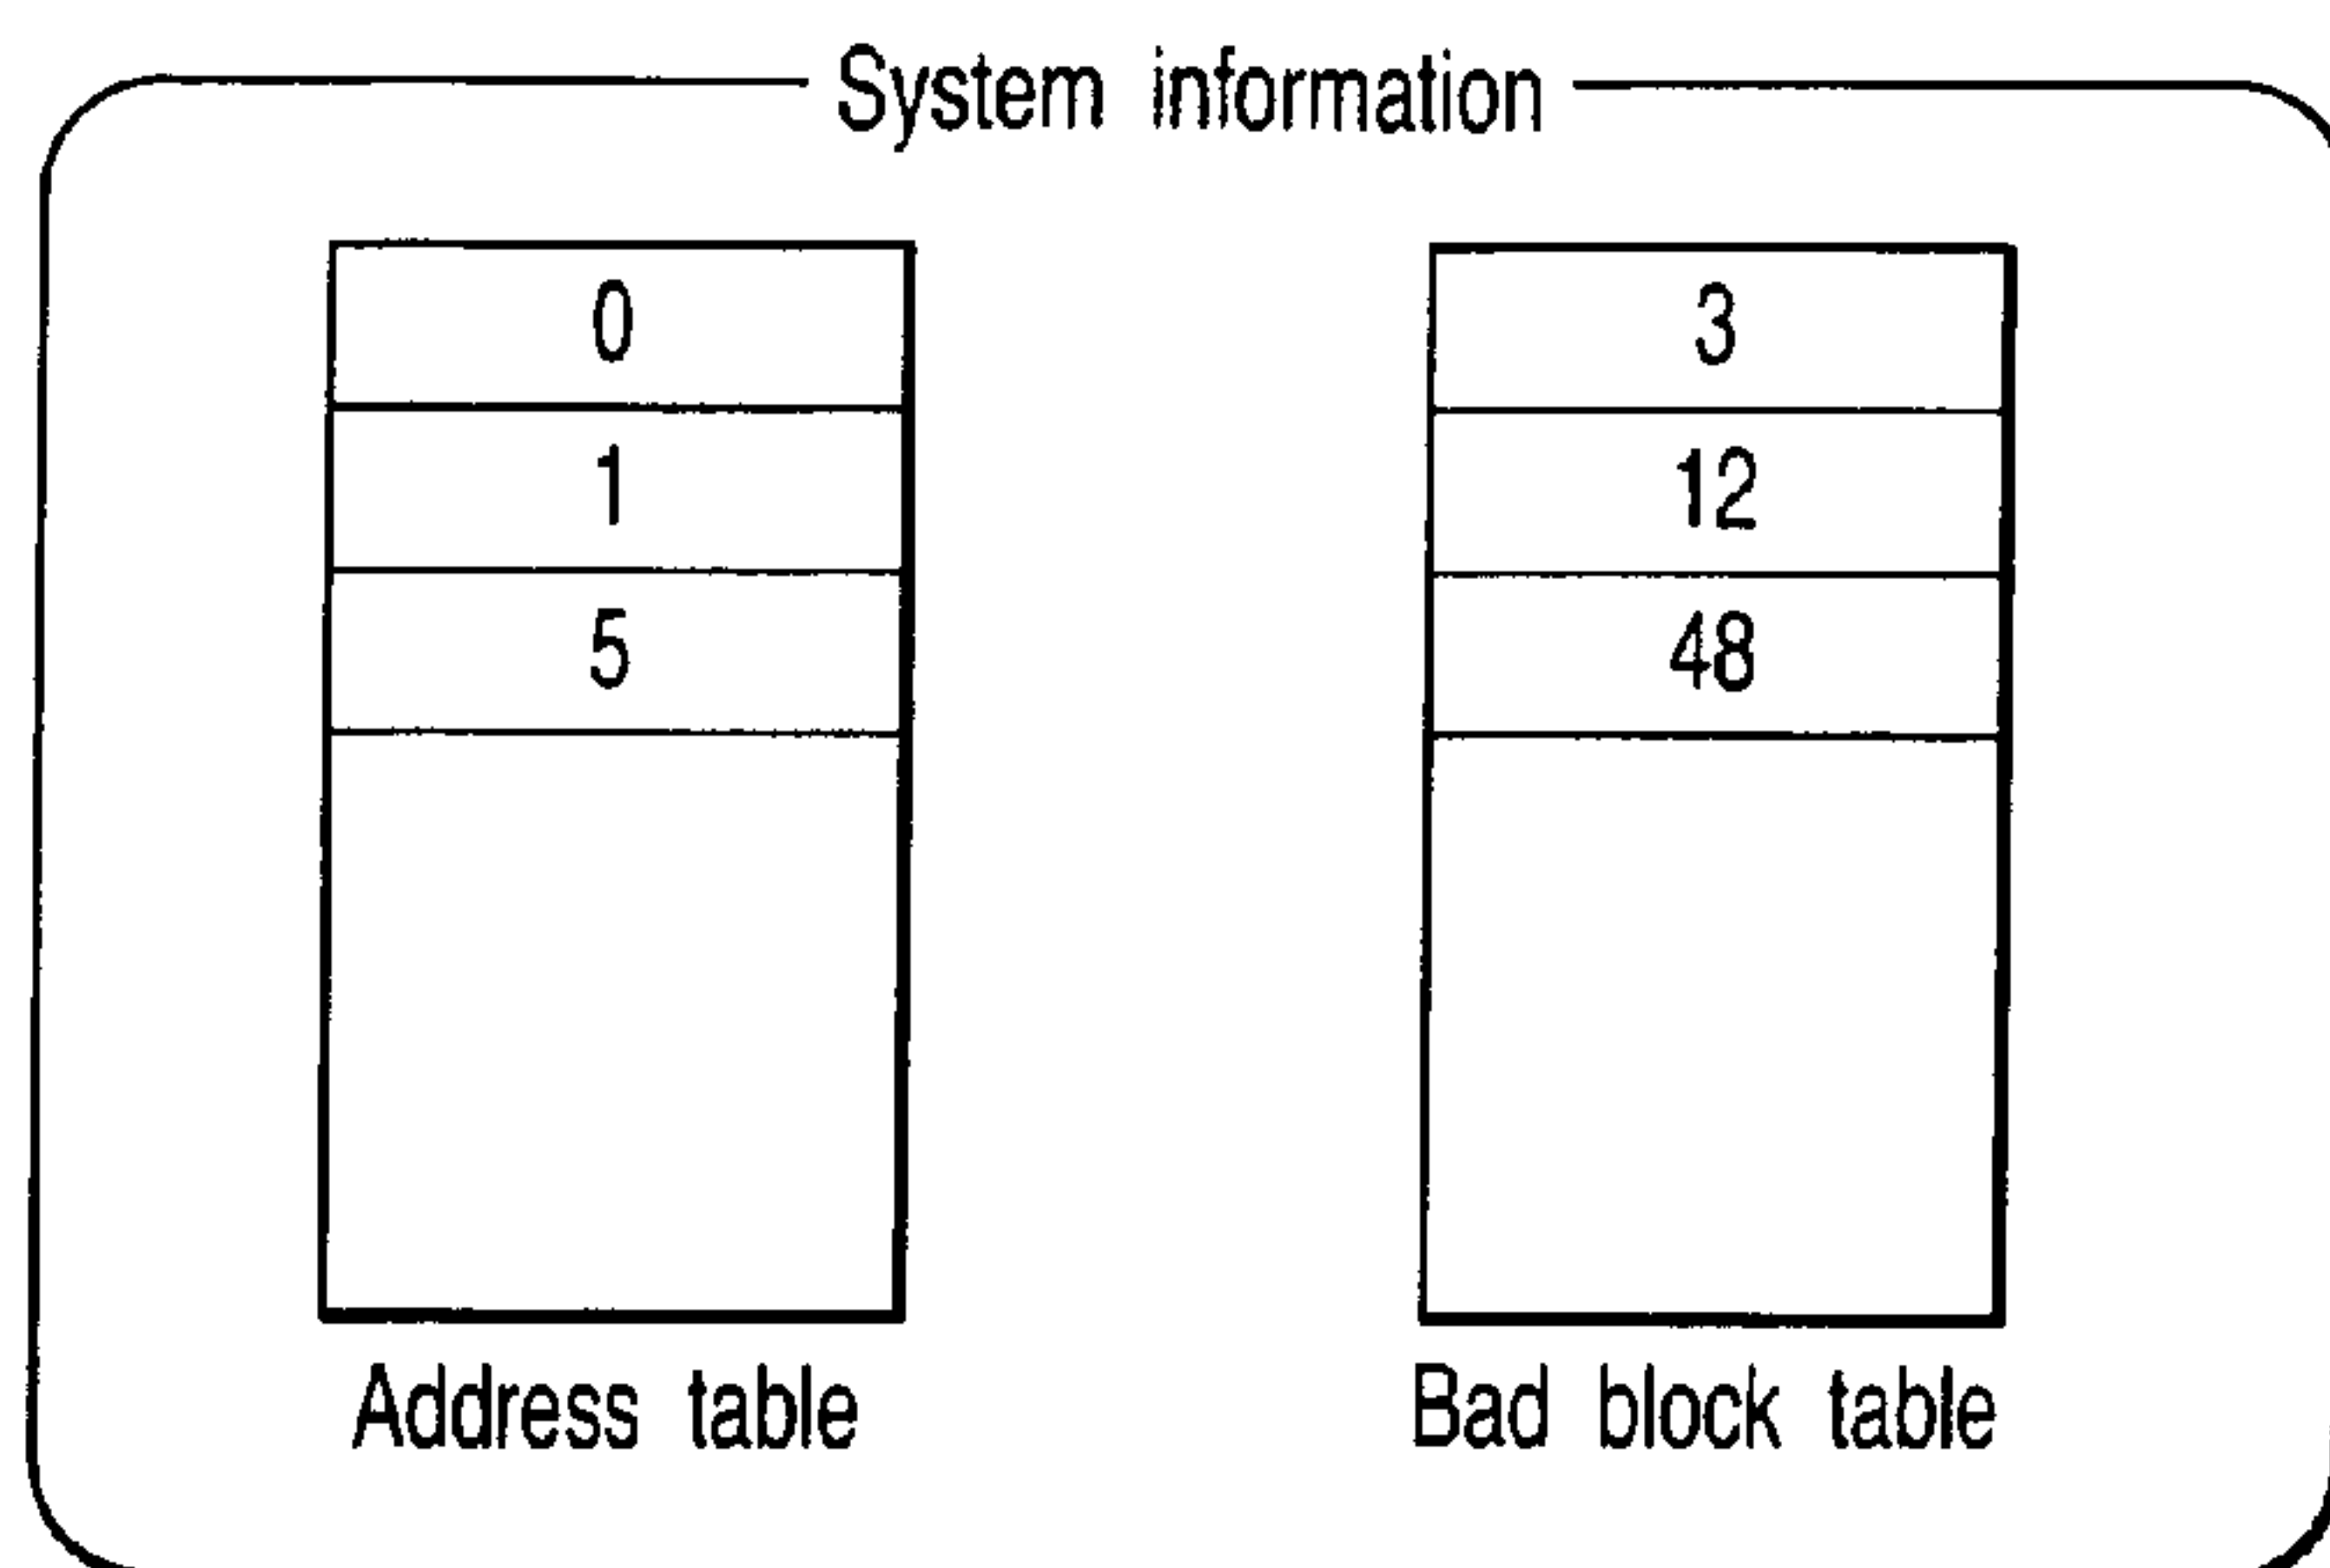 System information
0
1
5
Address table
3
12
48
Bad block table